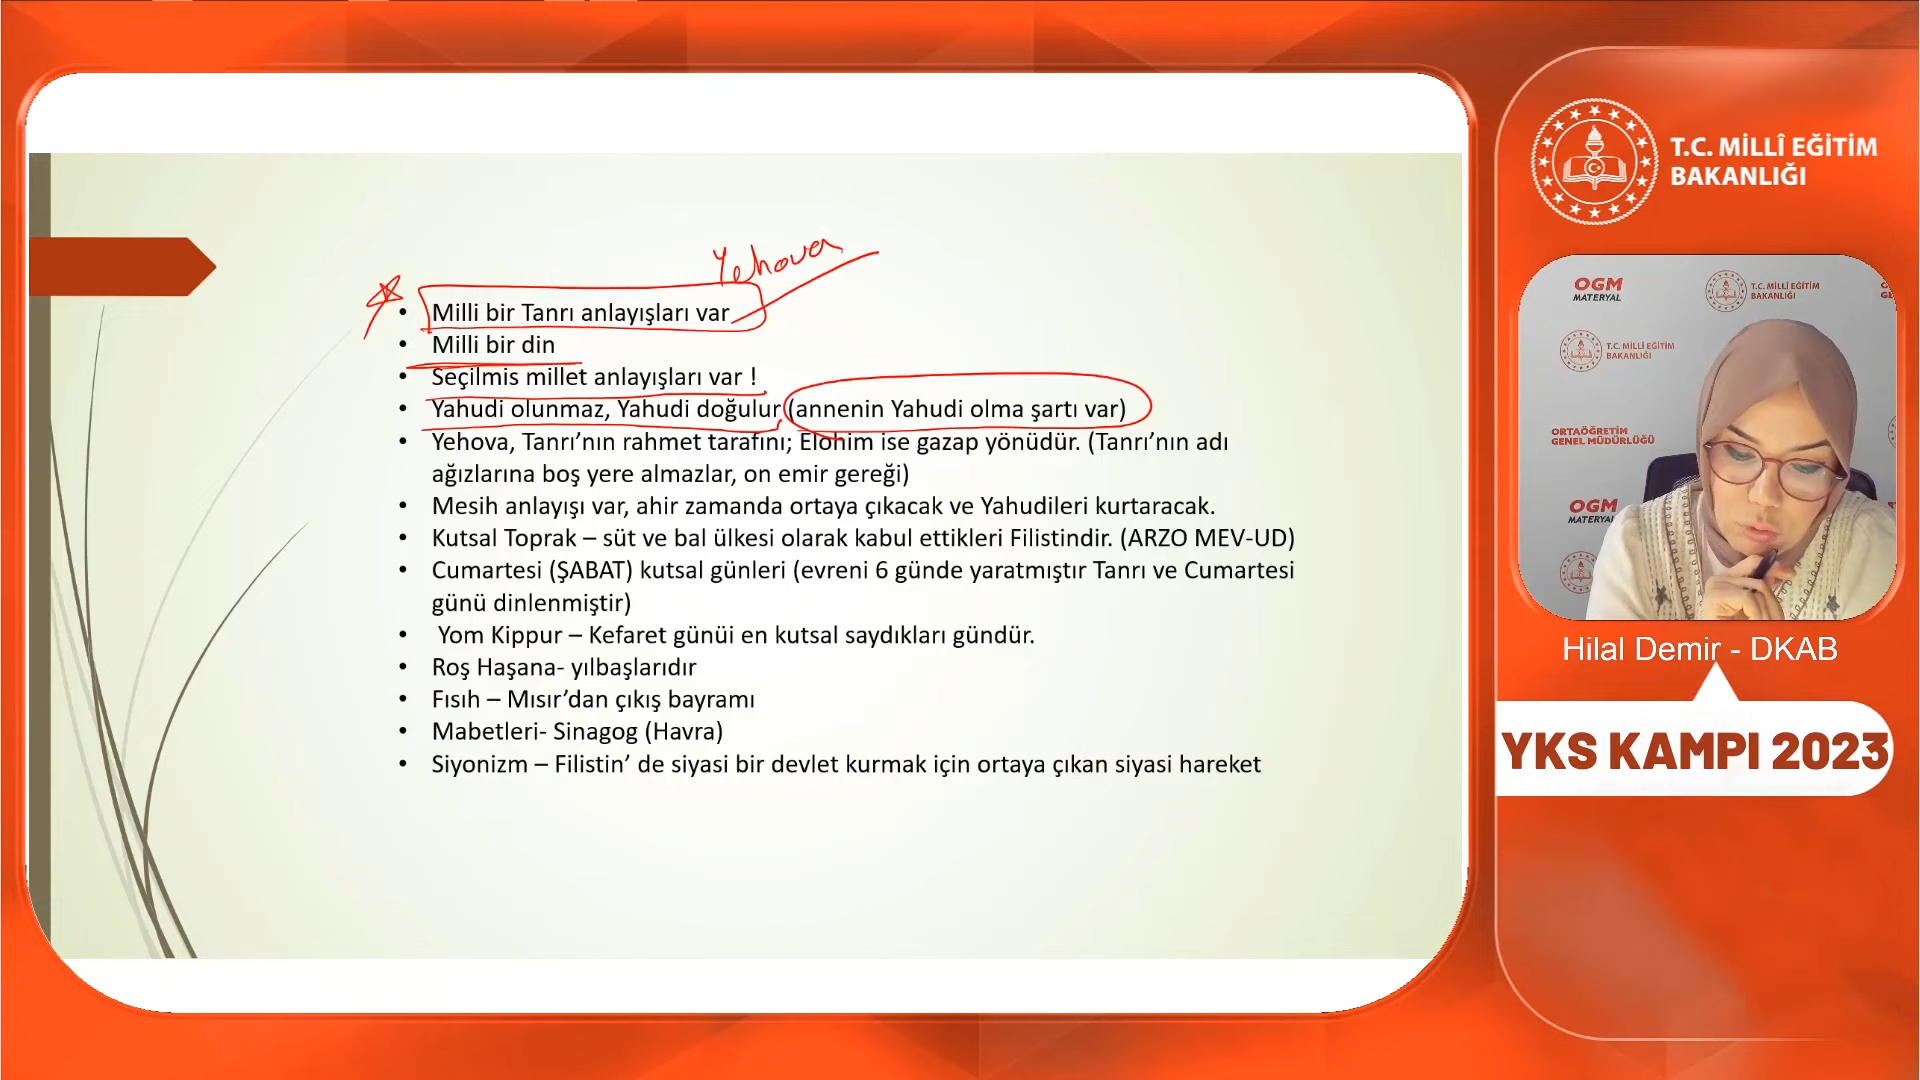 Yehova
• Milli bir Tanrı anlayışları var
• Milli bir din
• Seçilmis millet anlayışları var !
• Yahudi olunmaz, Yahudi doğulur (annenin Yahudi olma şartı var)
• Yehova, Tanrı’nın rahmet tarafını; Elohim ise gazap yönüdür. (Tanrı’nın adı
ağızlarına boş yere almazlar, on emir gereği)
• Mesih anlayışı var, ahir zamanda ortaya çıkacak ve Yahudileri kurtaracak.
• Kutsal Toprak – süt ve bal ülkesi olarak kabul ettikleri Filistindir. (ARZO MEV-UD)
• Cumartesi (ŞABAT) kutsal günleri (evreni 6 günde yaratmıştır Tanrı ve Cumartesi
günü dinlenmiştir)
• Yom Kippur – Kefaret günüi en kutsal saydıkları gündür.
• Roş Haşana- yılbaşlarıdır
• Fısıh – Mısır’dan çıkış bayramı
• Mabetleri- Sinagog (Havra)
• Siyonizm – Filistin’ de siyasi bir devlet kurmak için ortaya çıkan siyasi hareket
T.C. MİLLÎ EĞİTİM
BAKANLIĞI
OGM
MATERYAL
T.C. MİLLÎ EĞİTİM
BAKANLIĞI
T.C. MİLLÎ EĞİTİM
BAKANLIĞI
ORTAÖĞRETİM
GENEL MÜDÜRLÜĞÜ
OGM
MATERYAL
Hilal Demir - DKAB
YKS KAMPI 2023